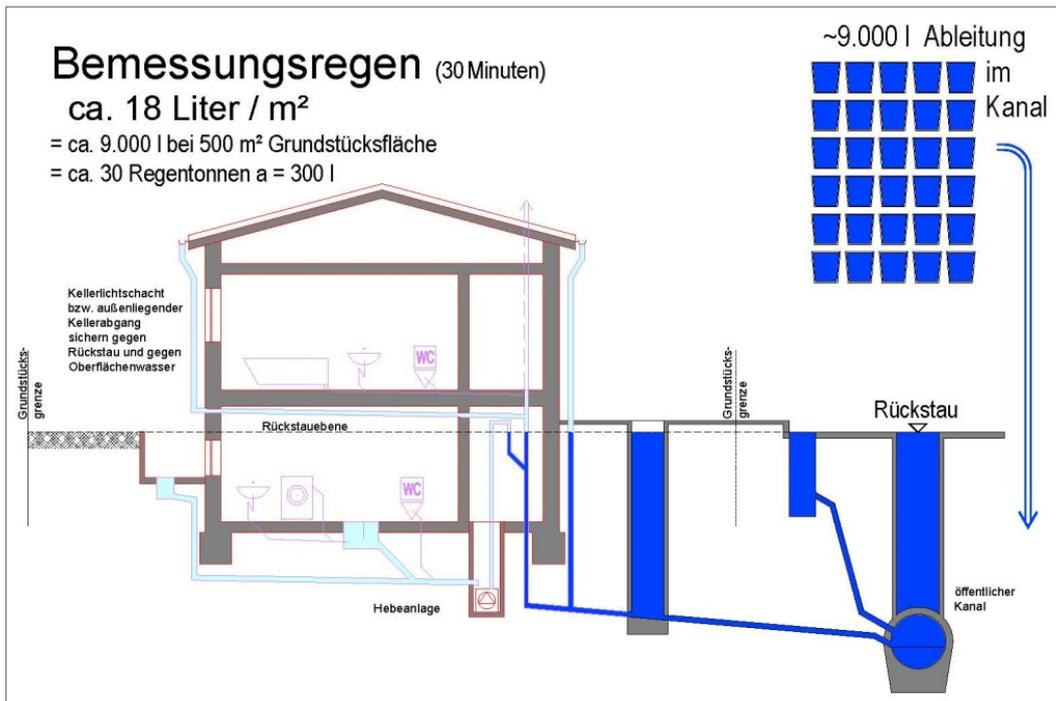 Bemessungsregen (30 Minuten)
ca. 18 Liter / m²
= ca. 9.000 l bei 500 m² Grundstücksfläche
= ca. 30 Regentonnen a = 300 l
~9.000 l Ableitung
im
Kanal
Kellerlichtschacht
bzw. außenliegender
Kellerabgang
sichern gegen
Rückstau und gegen
Oberflächenwasser
WC
Grundstücks-
grenze
Grundstücks-
grenze
Rückstau
Rückstauebene
WC
Hebeanlage
öffentlicher
Kanal